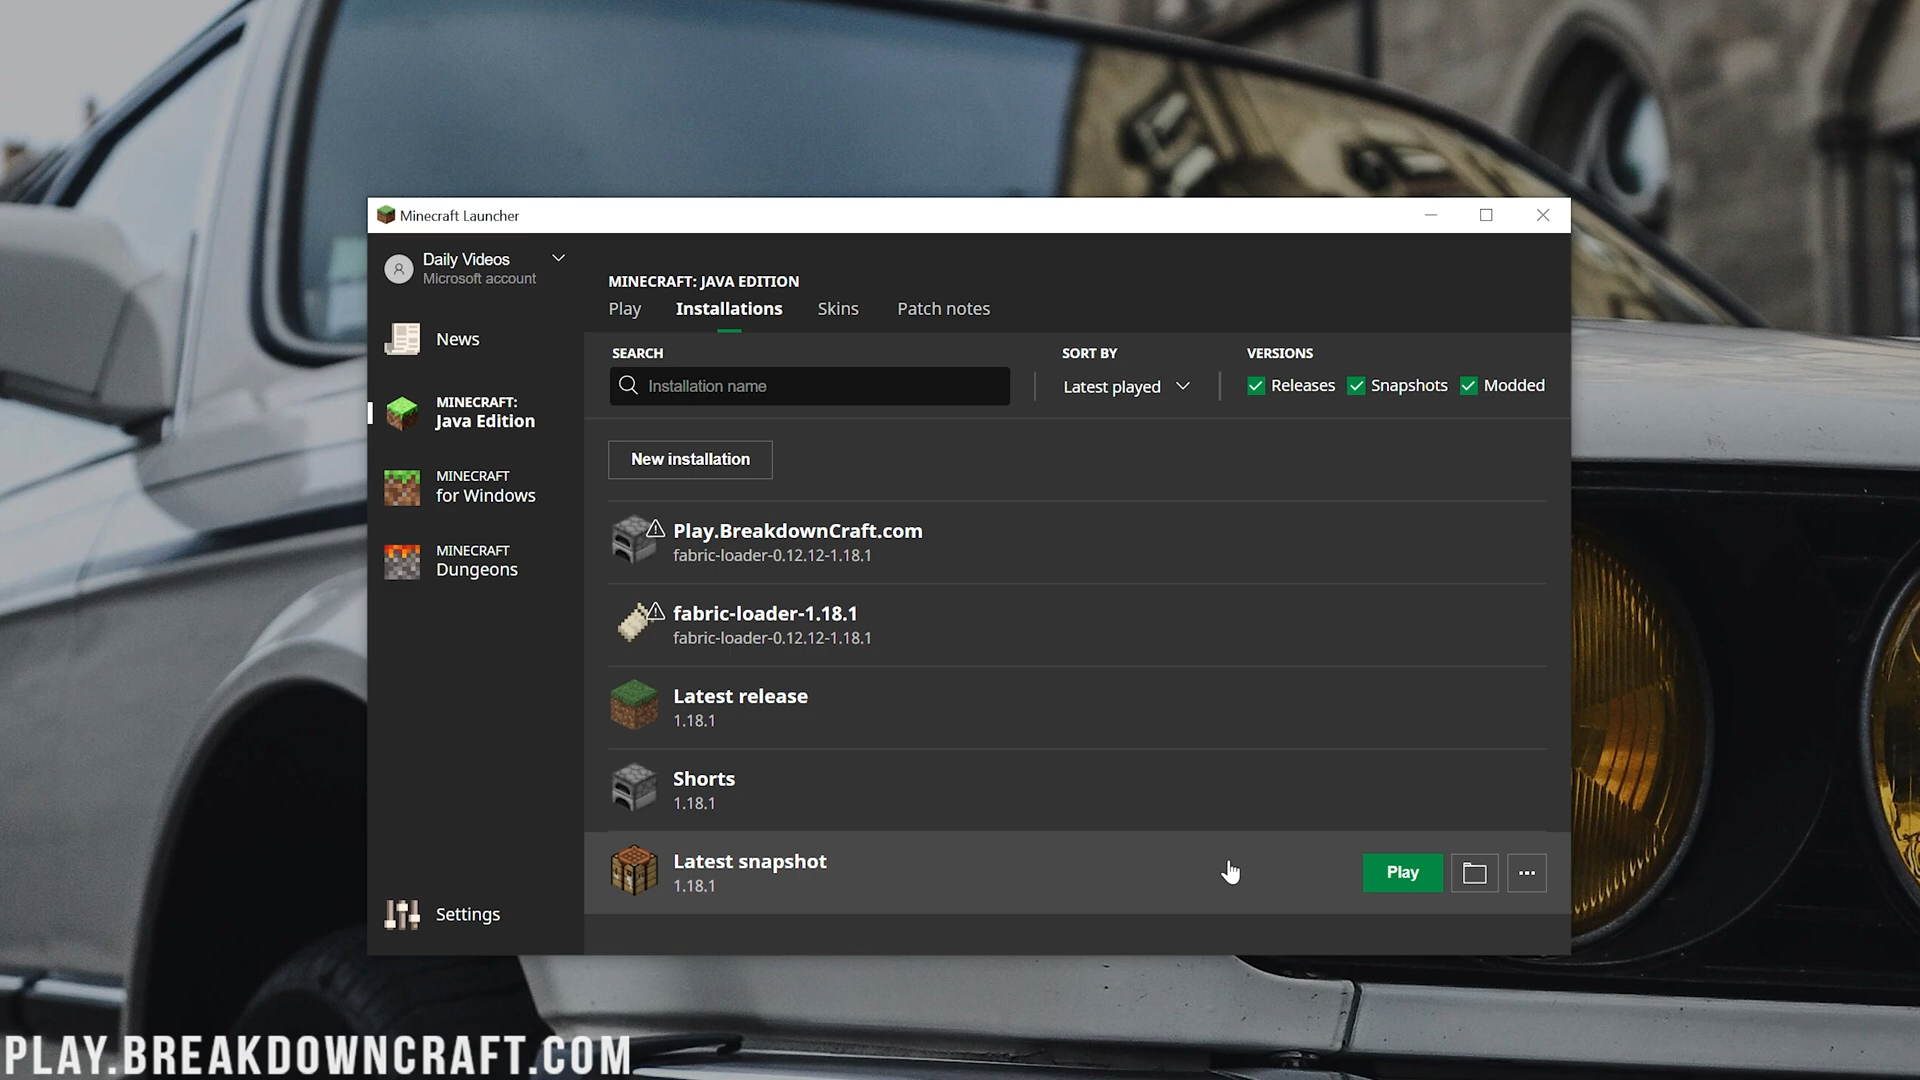 Minecraft Launcher
Daily Videos
Microsoft account
News
MINECRAFT:
Java Edition
MINECRAFT
for Windows
MINECRAFT
Dungeons
Settings
MINECRAFT: JAVA EDITION
Play Installations Skins Patch notes
SEARCH SORT BY VERSIONS
Installation name Latest played Releases Snapshots Modded
New installation
Play.BreakdownCraft.com
fabric-loader-0.12.12-1.18.1
fabric-loader-1.18.1
fabric-loader-0.12.12-1.18.1
Latest release
1.18.1
Shorts
1.18.1
Latest snapshot
1.18.1
Play
PLAY.BREAKDOWNCRAFT.COM